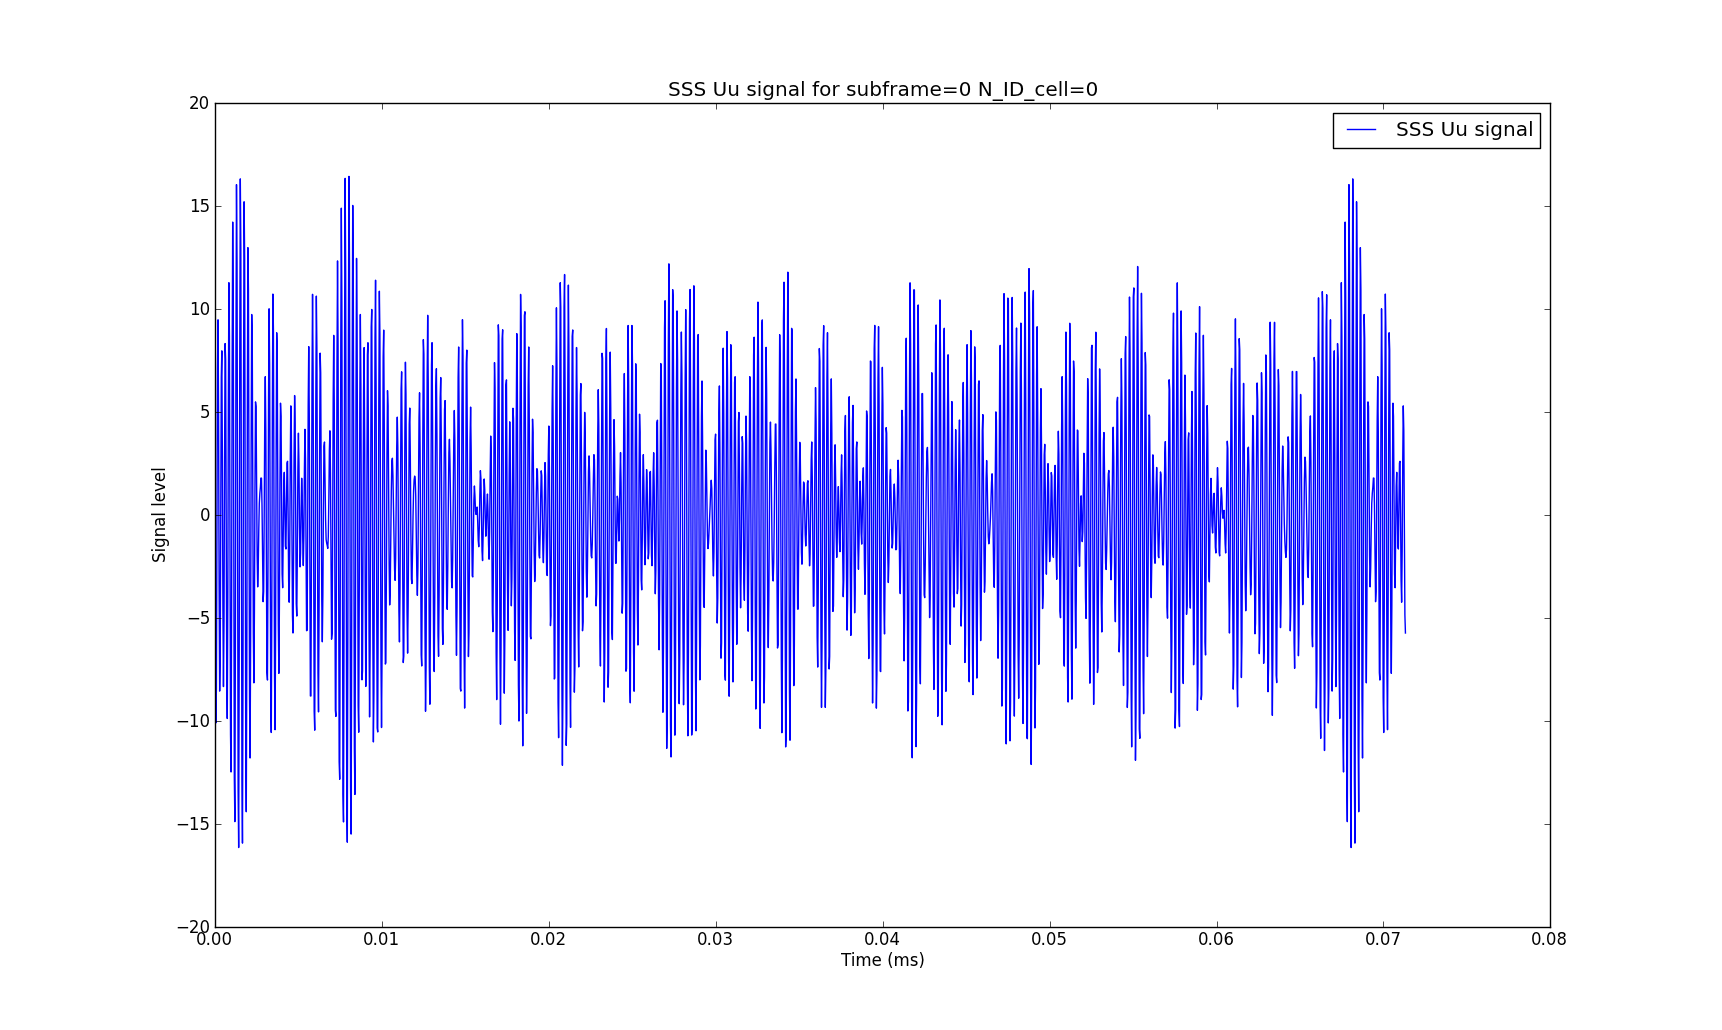 SSS Uu signal for subframe=0 N_ID_cell=0
SSS Uu signal
20
15
10
5
0
−5
−10
−15
−20
Signal level
0.00 0.01 0.02 0.03 0.04 0.05 0.06 0.07 0.08
Time (ms)